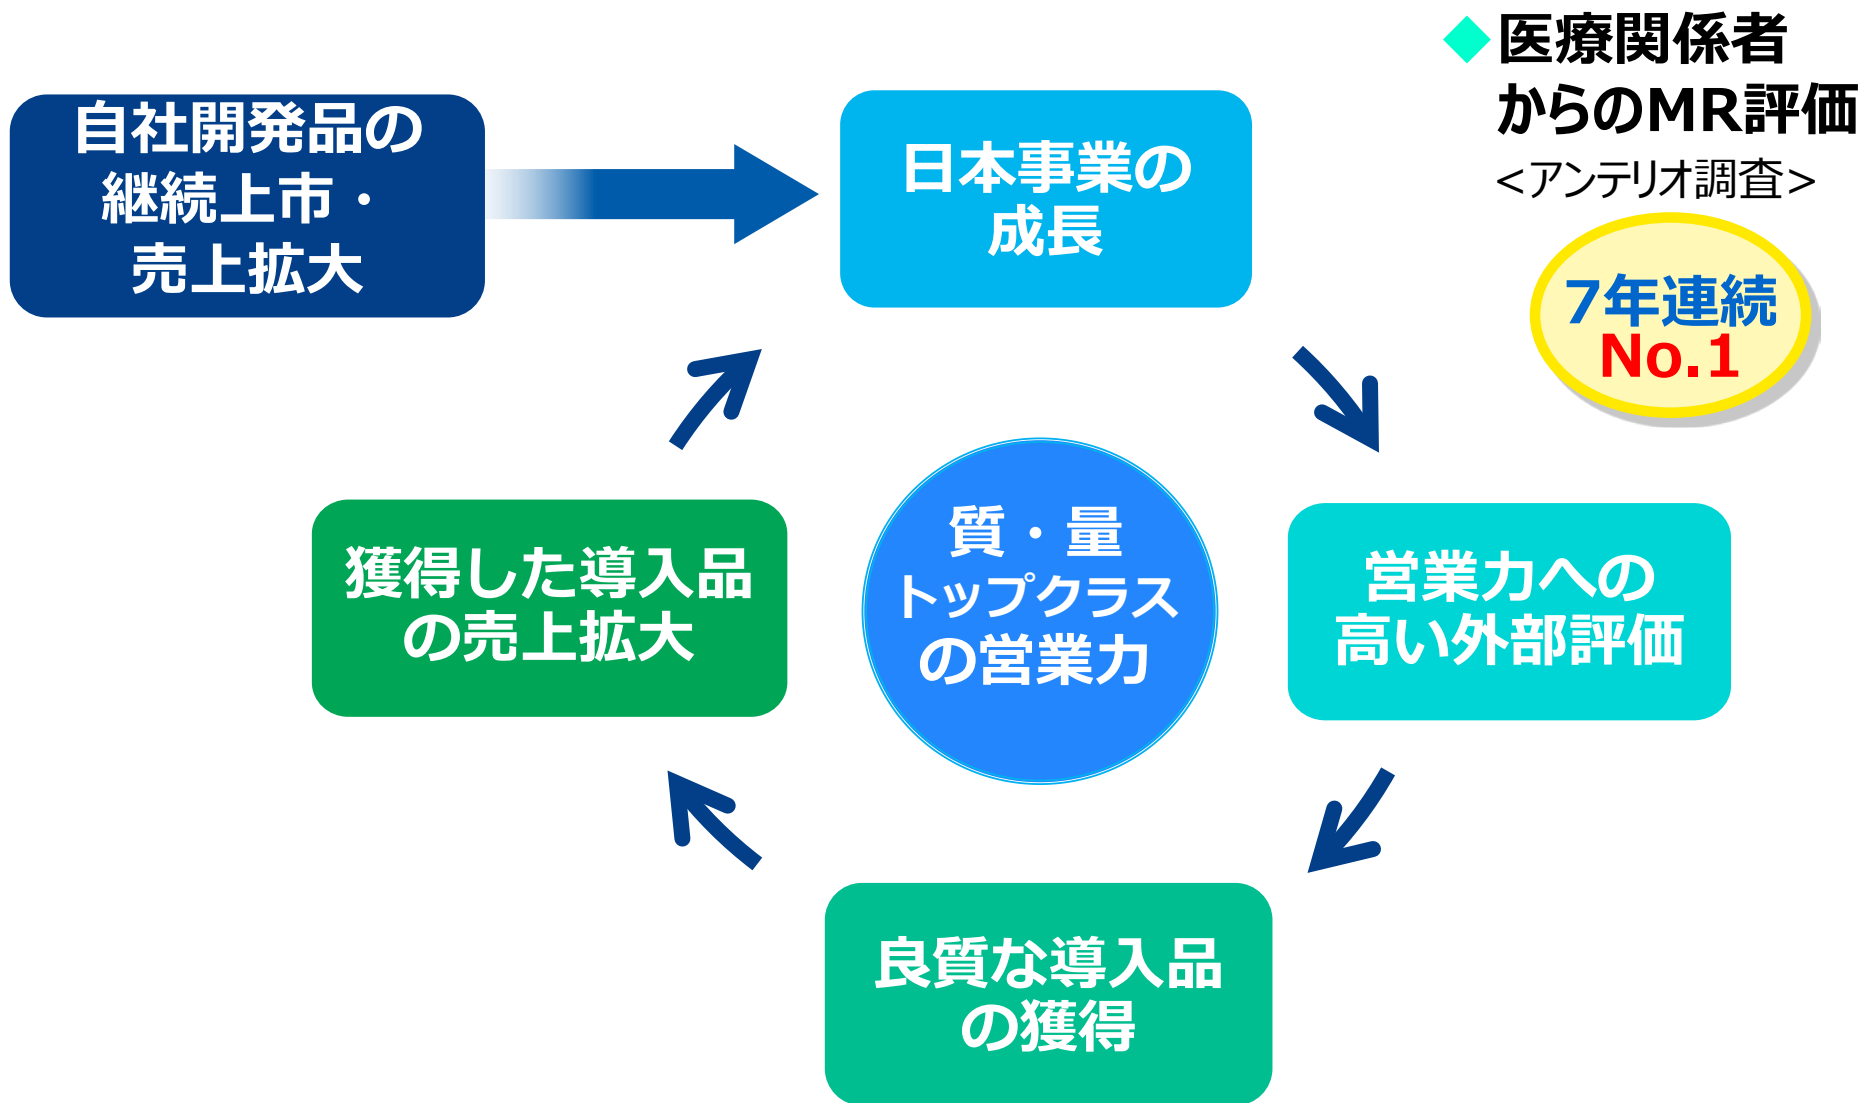 自社開発品の
継続上市・
売上拡大
日本事業の
成長
◆医療関係者
からのMR評価
<アンテリオ調査>
7年連続
No.1
獲得した導入品
の売上拡大
質・量
トップクラス
の営業力
営業力への
高い外部評価
良質な導入品
の獲得